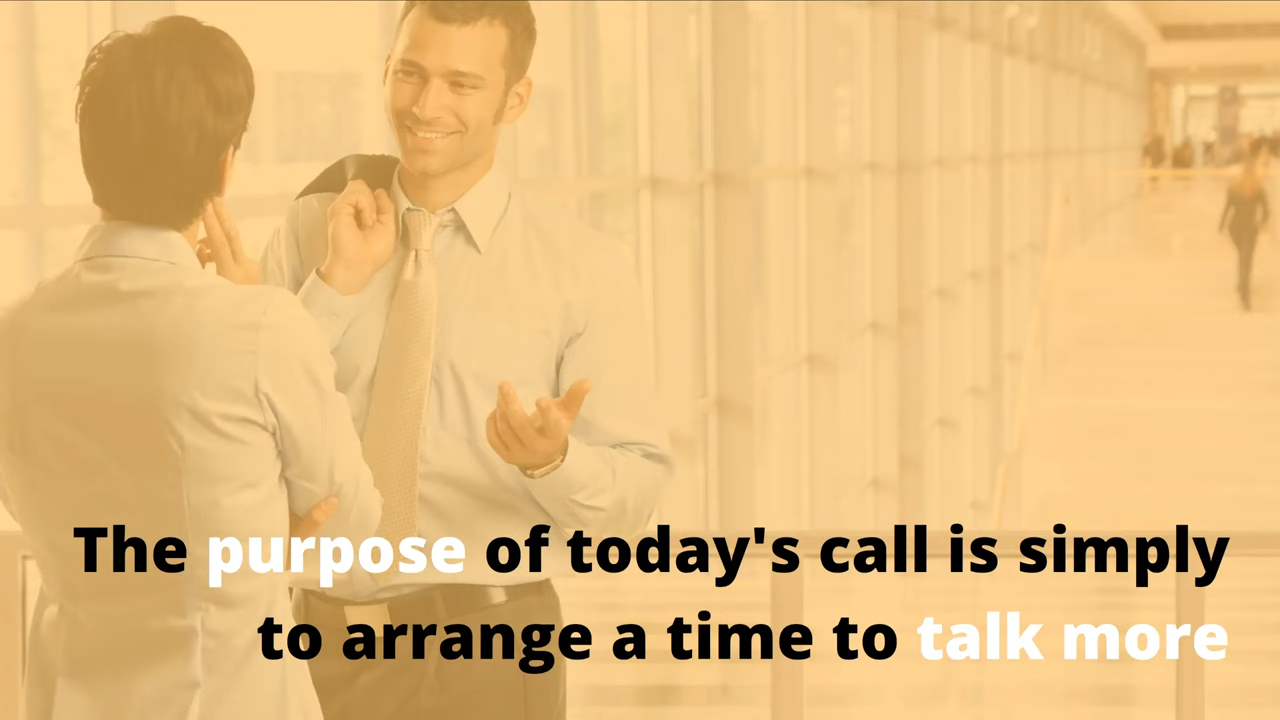 The purpose of today's call is simply
to arrange a time to talk more